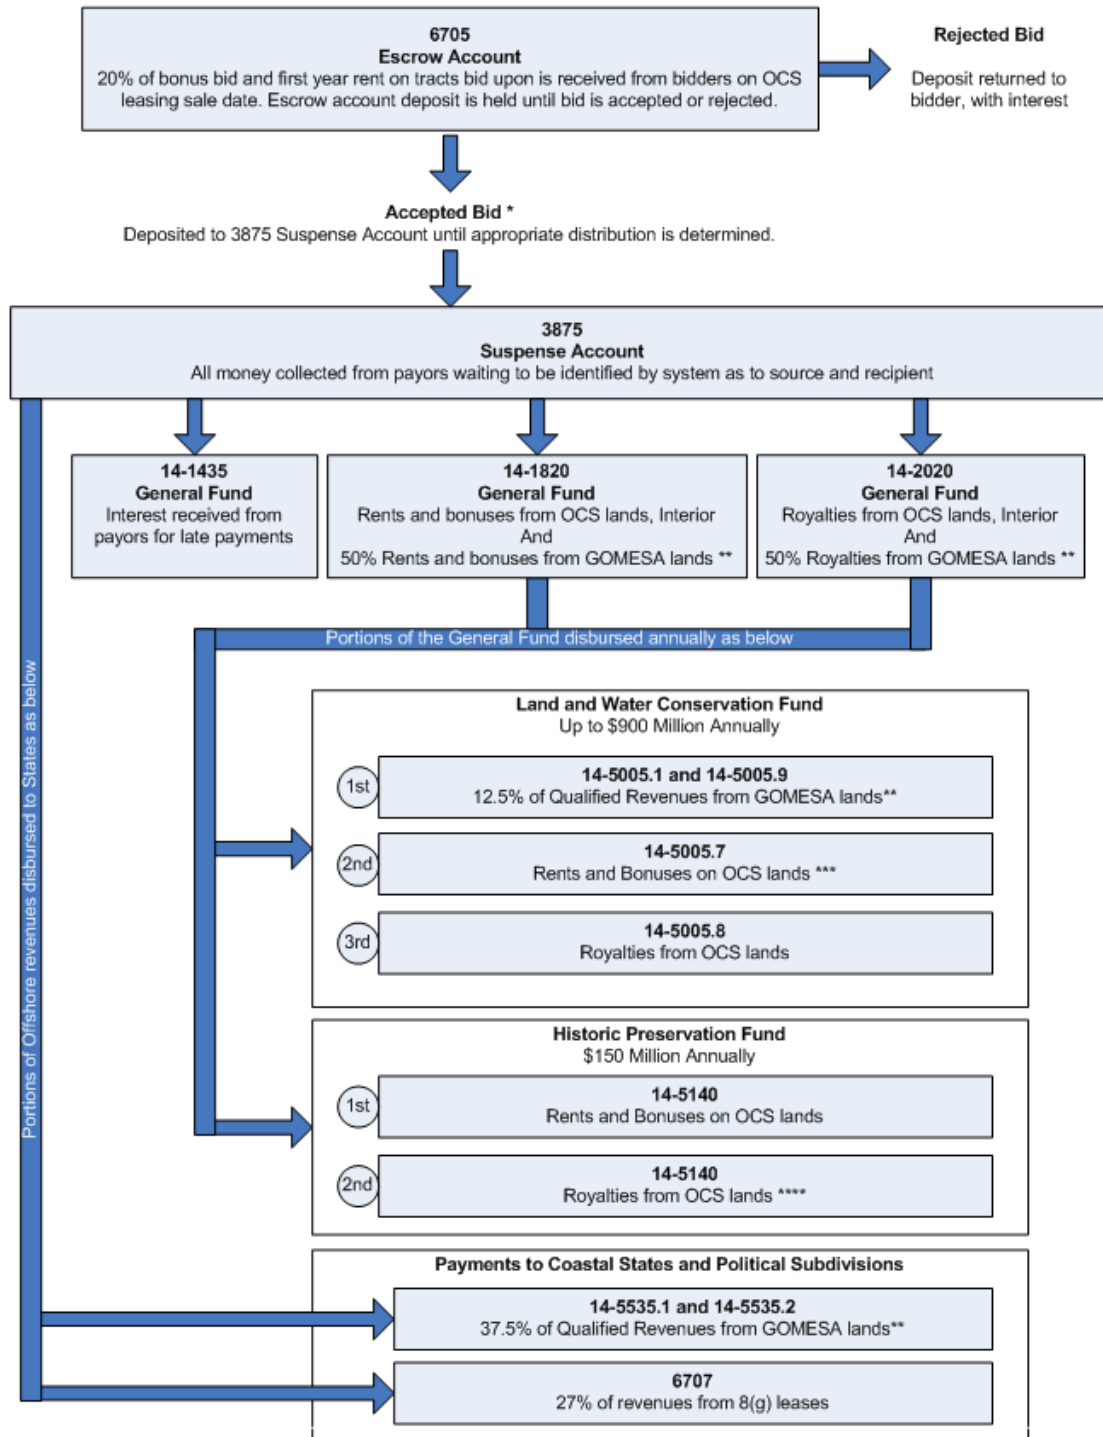 6705
Escrow Account
20% of bonus bid and first year rent on tracts bid upon is received from bidders on OCS
leasing sale date. Escrow account deposit is held until bid is accepted or rejected.
Rejected Bid
Deposit returned to
bidder, with interest
Accepted Bid *
Deposited to 3875 Suspense Account until appropriate distribution is determined.
3875
Suspense Account
All money collected from payors waiting to be identified by system as to source and recipient
14-1435
General Fund
Interest received from
payors for late payments
14-1820
General Fund
Rents and bonuses from OCS lands, Interior
And
50% Rents and bonuses from GOMESA lands **
14-2020
General Fund
Royalties from OCS lands, Interior
And
50% Royalties from GOMESA lands **
Portions of the General Fund disbursed annually as below
Portions of Offshore revenues disbursed to States as below
Land and Water Conservation Fund
Up to $900 Million Annually
1st
14-5005.1 and 14-5005.9
12.5% of Qualified Revenues from GOMESA lands**
2nd
14-5005.7
Rents and Bonuses on OCS lands ***
3rd
14-5005.8
Royalties from OCS lands
Historic Preservation Fund
$150 Million Annually
1st
14-5140
Rents and Bonuses on OCS lands
2nd
14-5140
Royalties from OCS lands ****
Payments to Coastal States and Political Subdivisions
14-5535.1 and 14-5535.2
37.5% of Qualified Revenues from GOMESA lands**
6707
27% of revenues from 8(g) leases